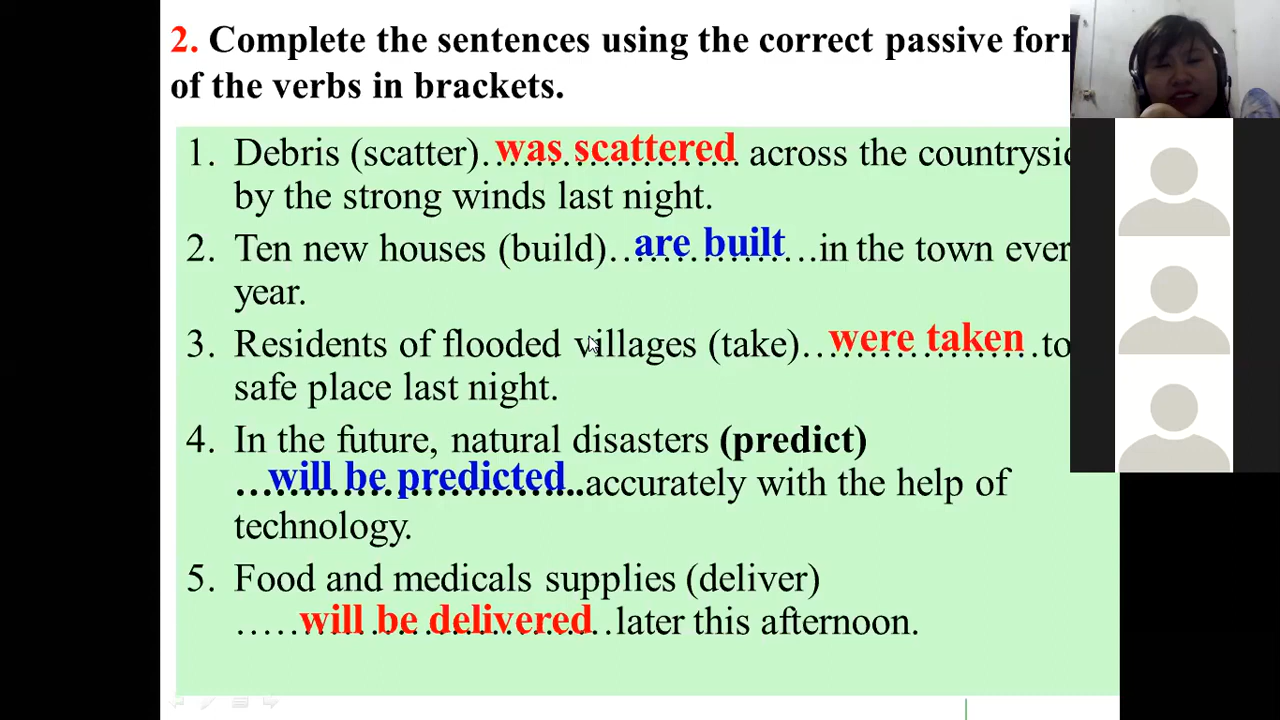 2. Complete the sentences using the correct passive for
of the verbs in brackets.
1. Debris (scatter)………was scattered………. across the countrysi
by the strong winds last night.
2. Ten new houses (build)……are built……in the town ever
year.
3. Residents of flooded villages (take)……were taken……to
safe place last night.
4. In the future, natural disasters (predict)
……will be predicted……..accurately with the help of
technology.
5. Food and medicals supplies (deliver)
……will be delivered……later this afternoon.